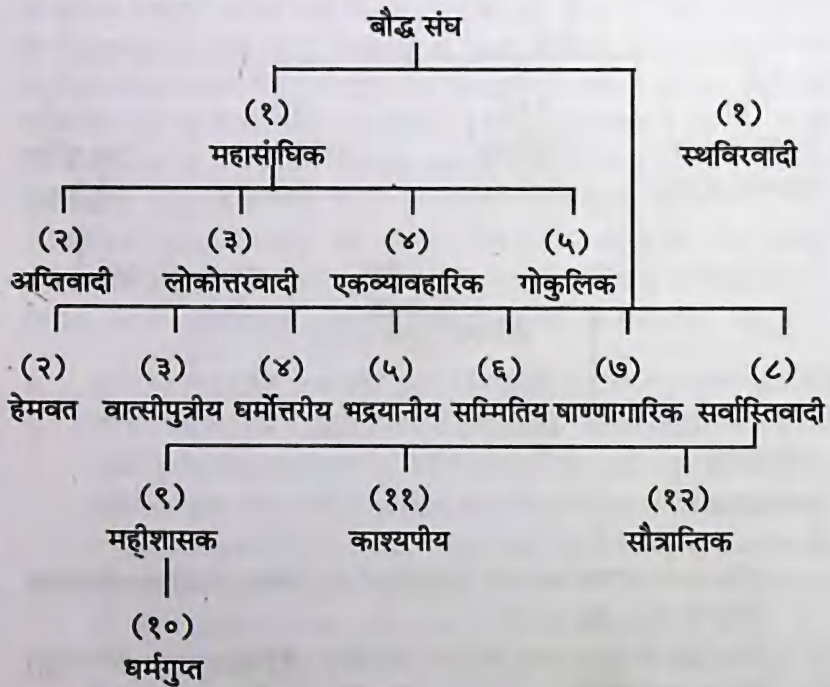 बौद्ध संघ
(१) (१)
महासांघिक स्थविरवादी
(२) (३) (४) (५)
अप्तिवादी लोकोत्तरवादी एकव्यावहारिक गोकुलिक
(२) (३) (४) (५) (६) (७) (८)
हेमवत वात्सीपुत्रीय धर्मोत्तरीय भद्रयानीय सम्मितिय षाण्णागारिक सर्वास्तिवादी
(९) (११) (१२)
महीशासक काश्यपीय सौत्रान्तिक
(१०)
धर्मगुप्त